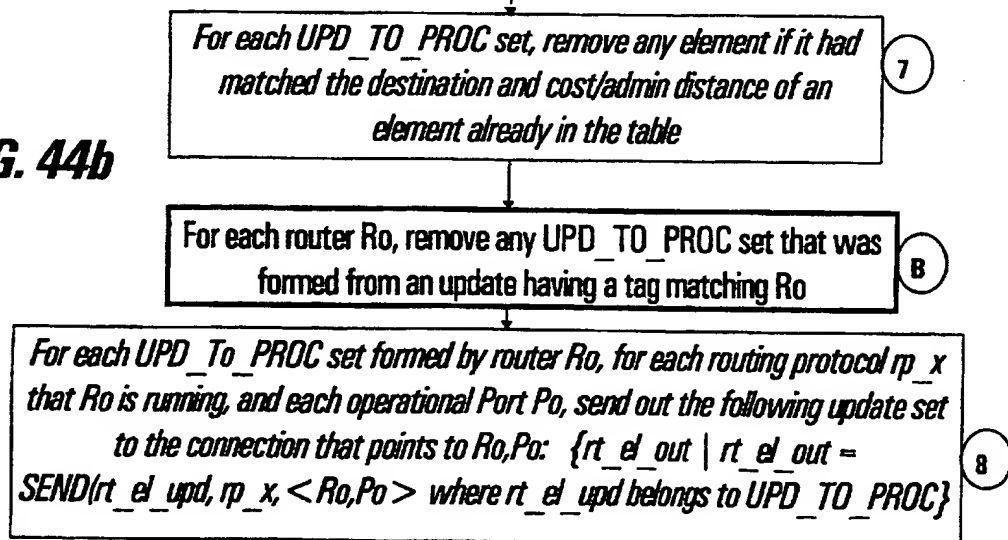 For each UPD_TO_PROC set, remove any element if it had
matched the destination and cost/admin distance of an
element already in the table
7
G. 44b
For each router Ro, remove any UPD_TO_PROC set that was
formed from an update having a tag matching Ro
B
For each UPD_To_PROC set formed by router Ro, for each routing protocol rp_x
that Ro is running, and each operational Port Po, send out the following update set
to the connection that points to Ro,Po: {rt_el_out | rt_el_out =
SEND(rt_el_upd, rp_x, <Ro,Po> where rt_el_upd belongs to UPD_TO_PROC}
8